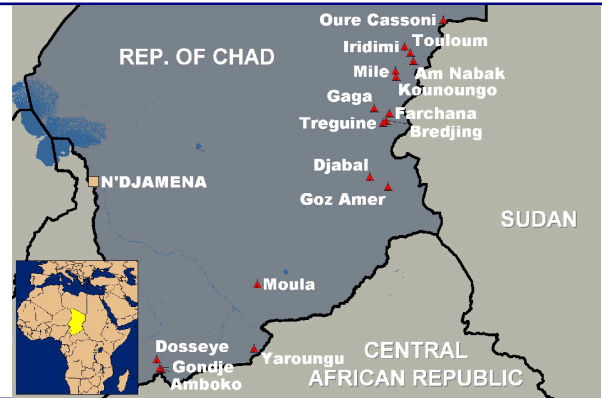 Oure Cassoni
Iridimi
Touloum
REP. OF CHAD
Mile
Am Nabak
Kounoungo
Gaga
Farchana
Treguine
Bredjing
Djabal
N'DJAMENA
Goz Amer
SUDAN
Moula
Dosseye
Yaroungu
Gondje
Amboko
CENTRAL
AFRICAN REPUBLIC